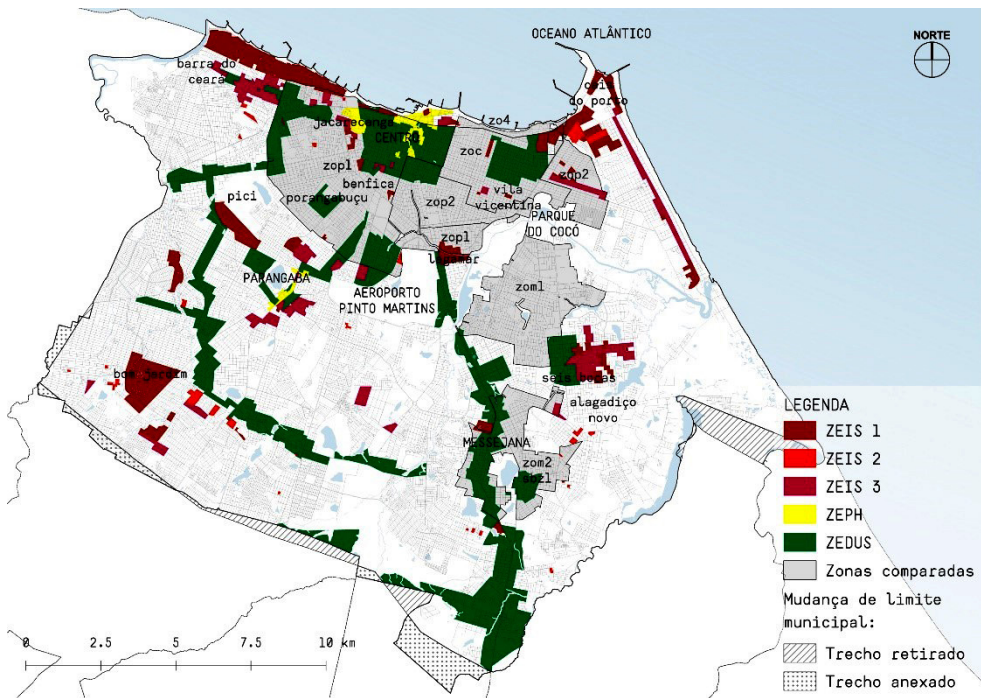 OCEANO ATLÂNTICO
NORTE
barra do
ceará
cais
do porto
jacarecanga
CENTRO
zo4
zoc
zop1
zop2
benfica
porangabuçu
zop2
vila
vicentina
pici
PARQUE
DO COCÓ
zop1
lagamar
PARANGABA
AEROPORTO
PINTO MARTINS
zom1
bom jardim
seis bocas
alagadiço
novo
MESSEJANA
zom2
LEGENDA
ZEIS 1
ZEIS 2
ZEIS 3
ZEPH
ZEDUS
Zonas comparadas
Mudança de limite
municipal:
Trecho retirado
Trecho anexado
0 2.5 5 7.5 10 km